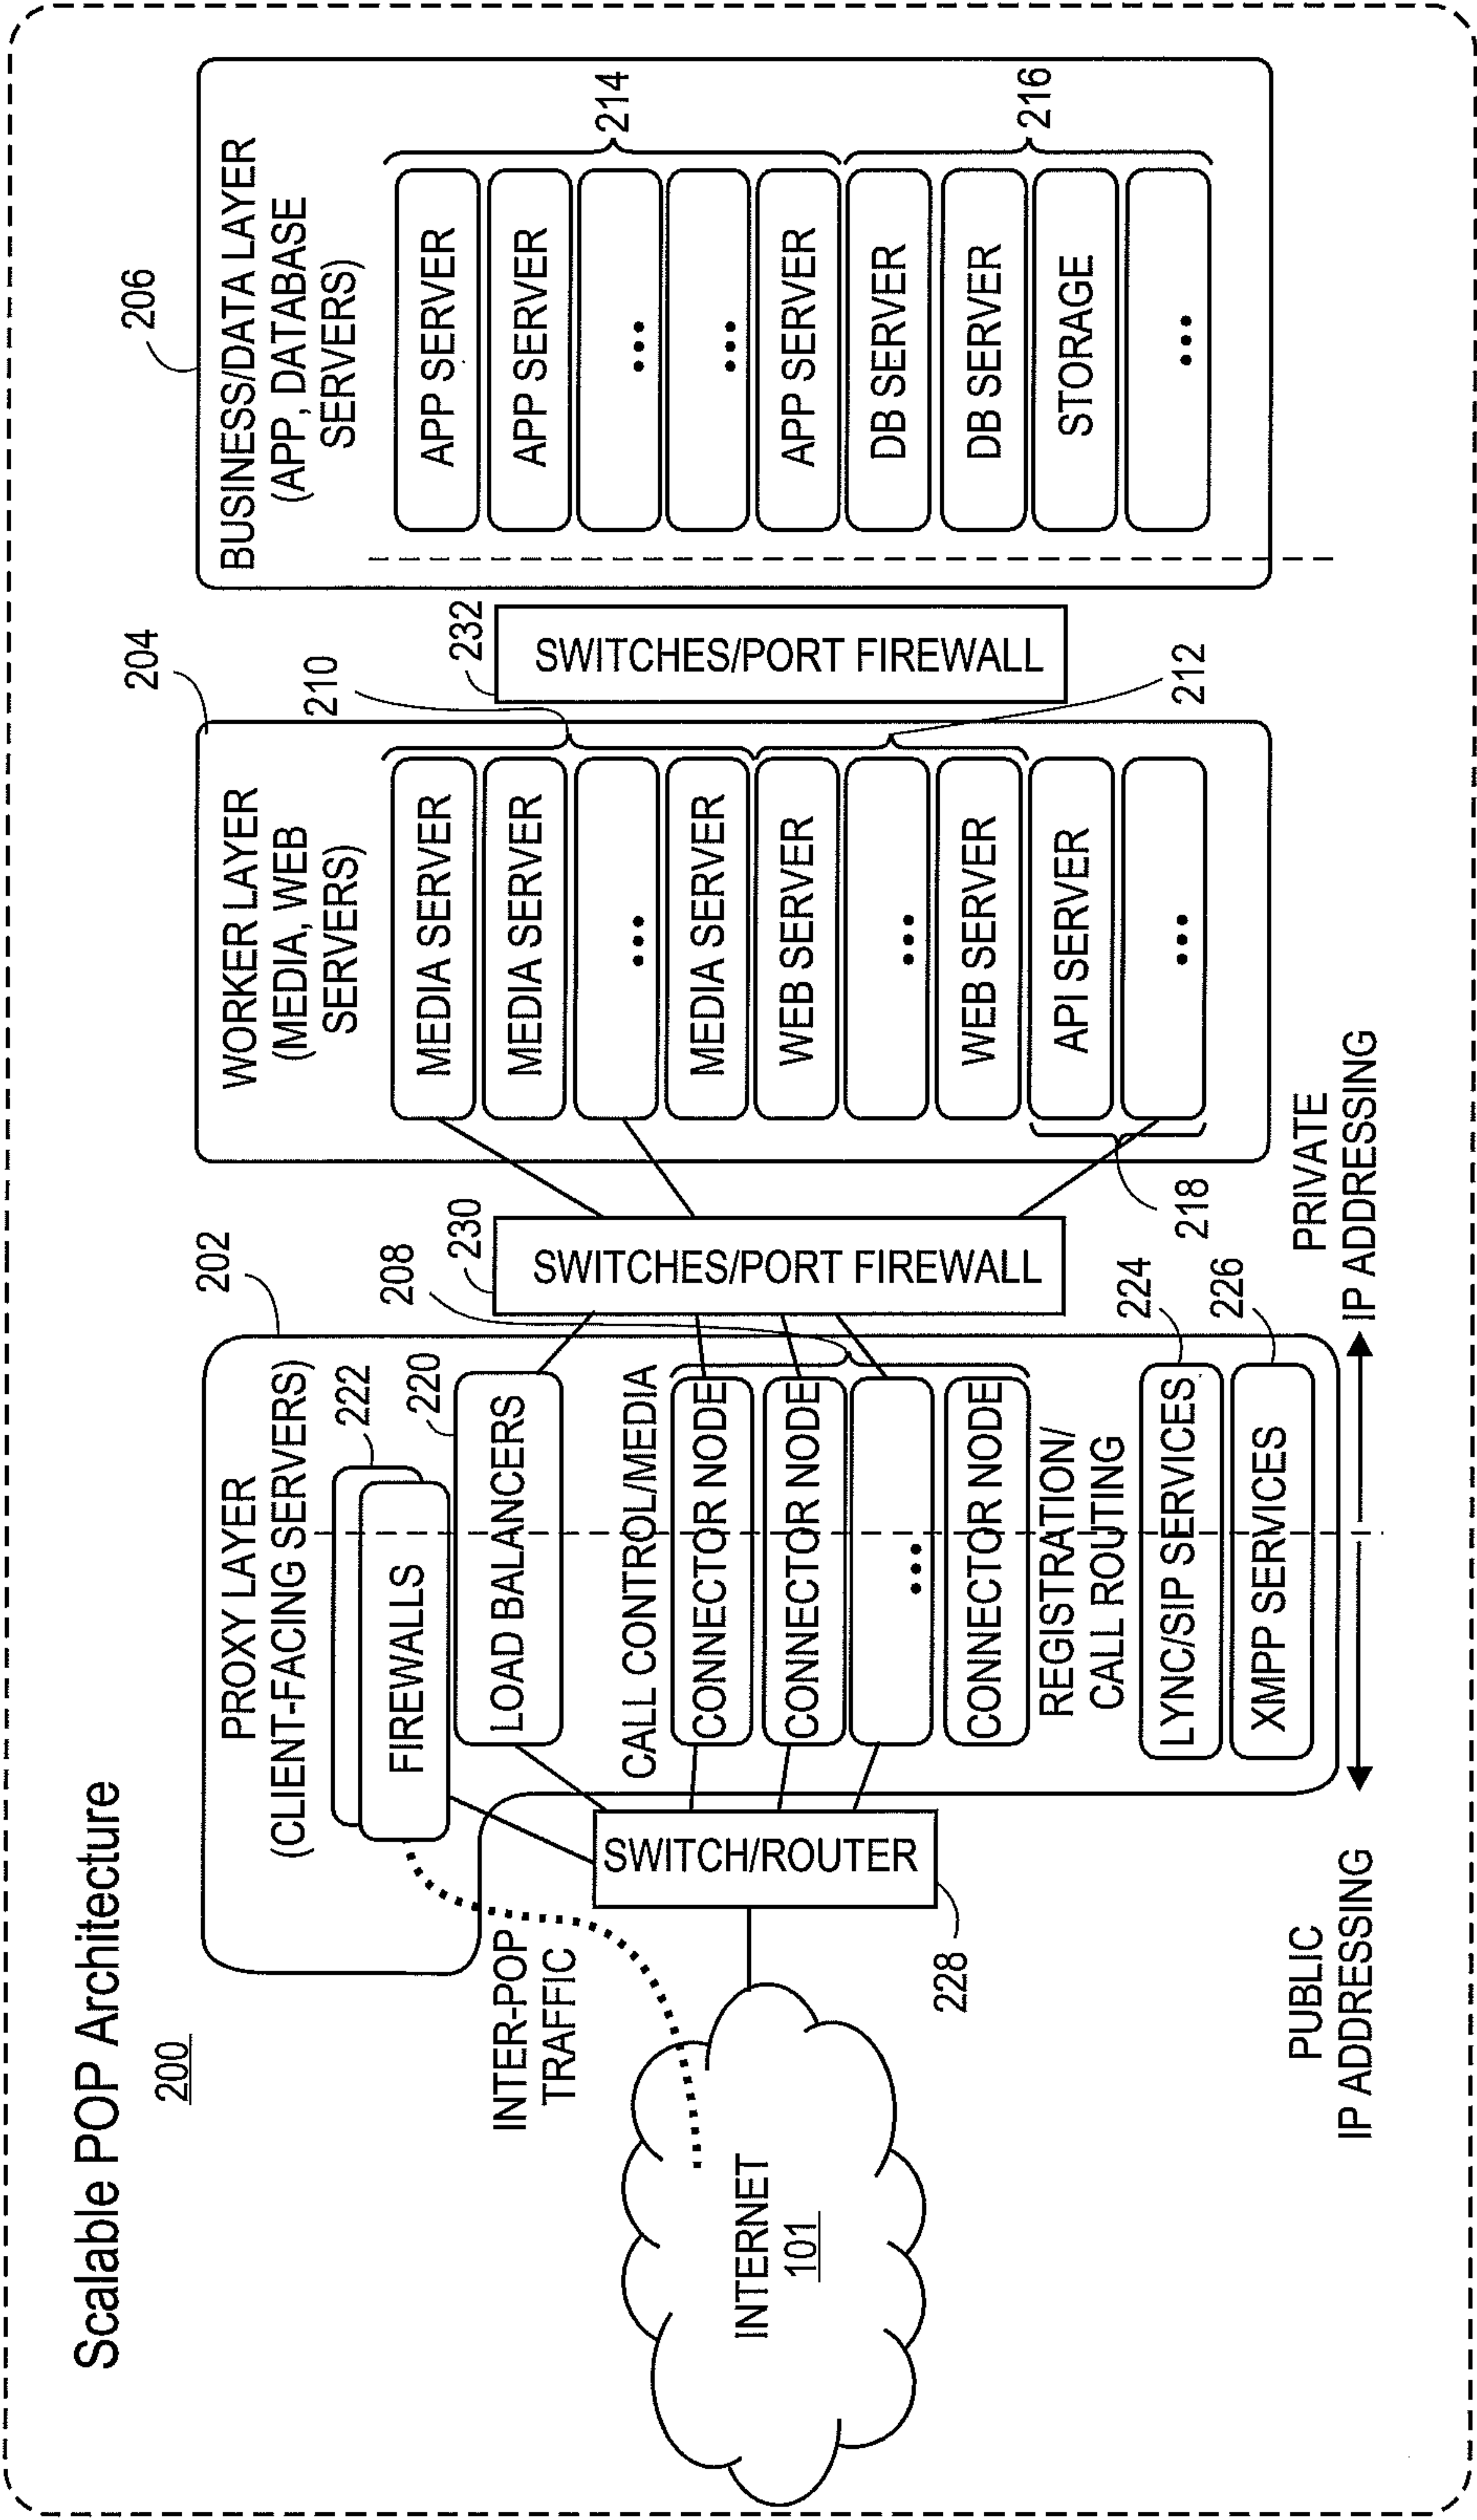 Scalable POP Architecture
200
INTERNET
101
INTER-POP
TRAFFIC
SWITCH/ROUTER
228
PUBLIC
IP ADDRESSING
202
PROXY LAYER
(CLIENT-FACING SERVERS)
222
FIREWALLS
220
LOAD BALANCERS
CALL CONTROL/MEDIA
208
CONNECTOR NODE
CONNECTOR NODE
...
CONNECTOR NODE
REGISTRATION/
CALL ROUTING
224
LYNC/SIP SERVICES
226
XMPP SERVICES
230
SWITCHES/PORT FIREWALL
PRIVATE
IP ADDRESSING
204
WORKER LAYER
(MEDIA, WEB
SERVERS)
210
MEDIA SERVER
MEDIA SERVER
...
MEDIA SERVER
212
WEB SERVER
...
WEB SERVER
API SERVER
...
218
232
SWITCHES/PORT FIREWALL
206
BUSINESS/DATA LAYER
(APP, DATABASE
SERVERS)
APP SERVER
APP SERVER
...
...
APP SERVER
214
DB SERVER
DB SERVER
STORAGE
...
216